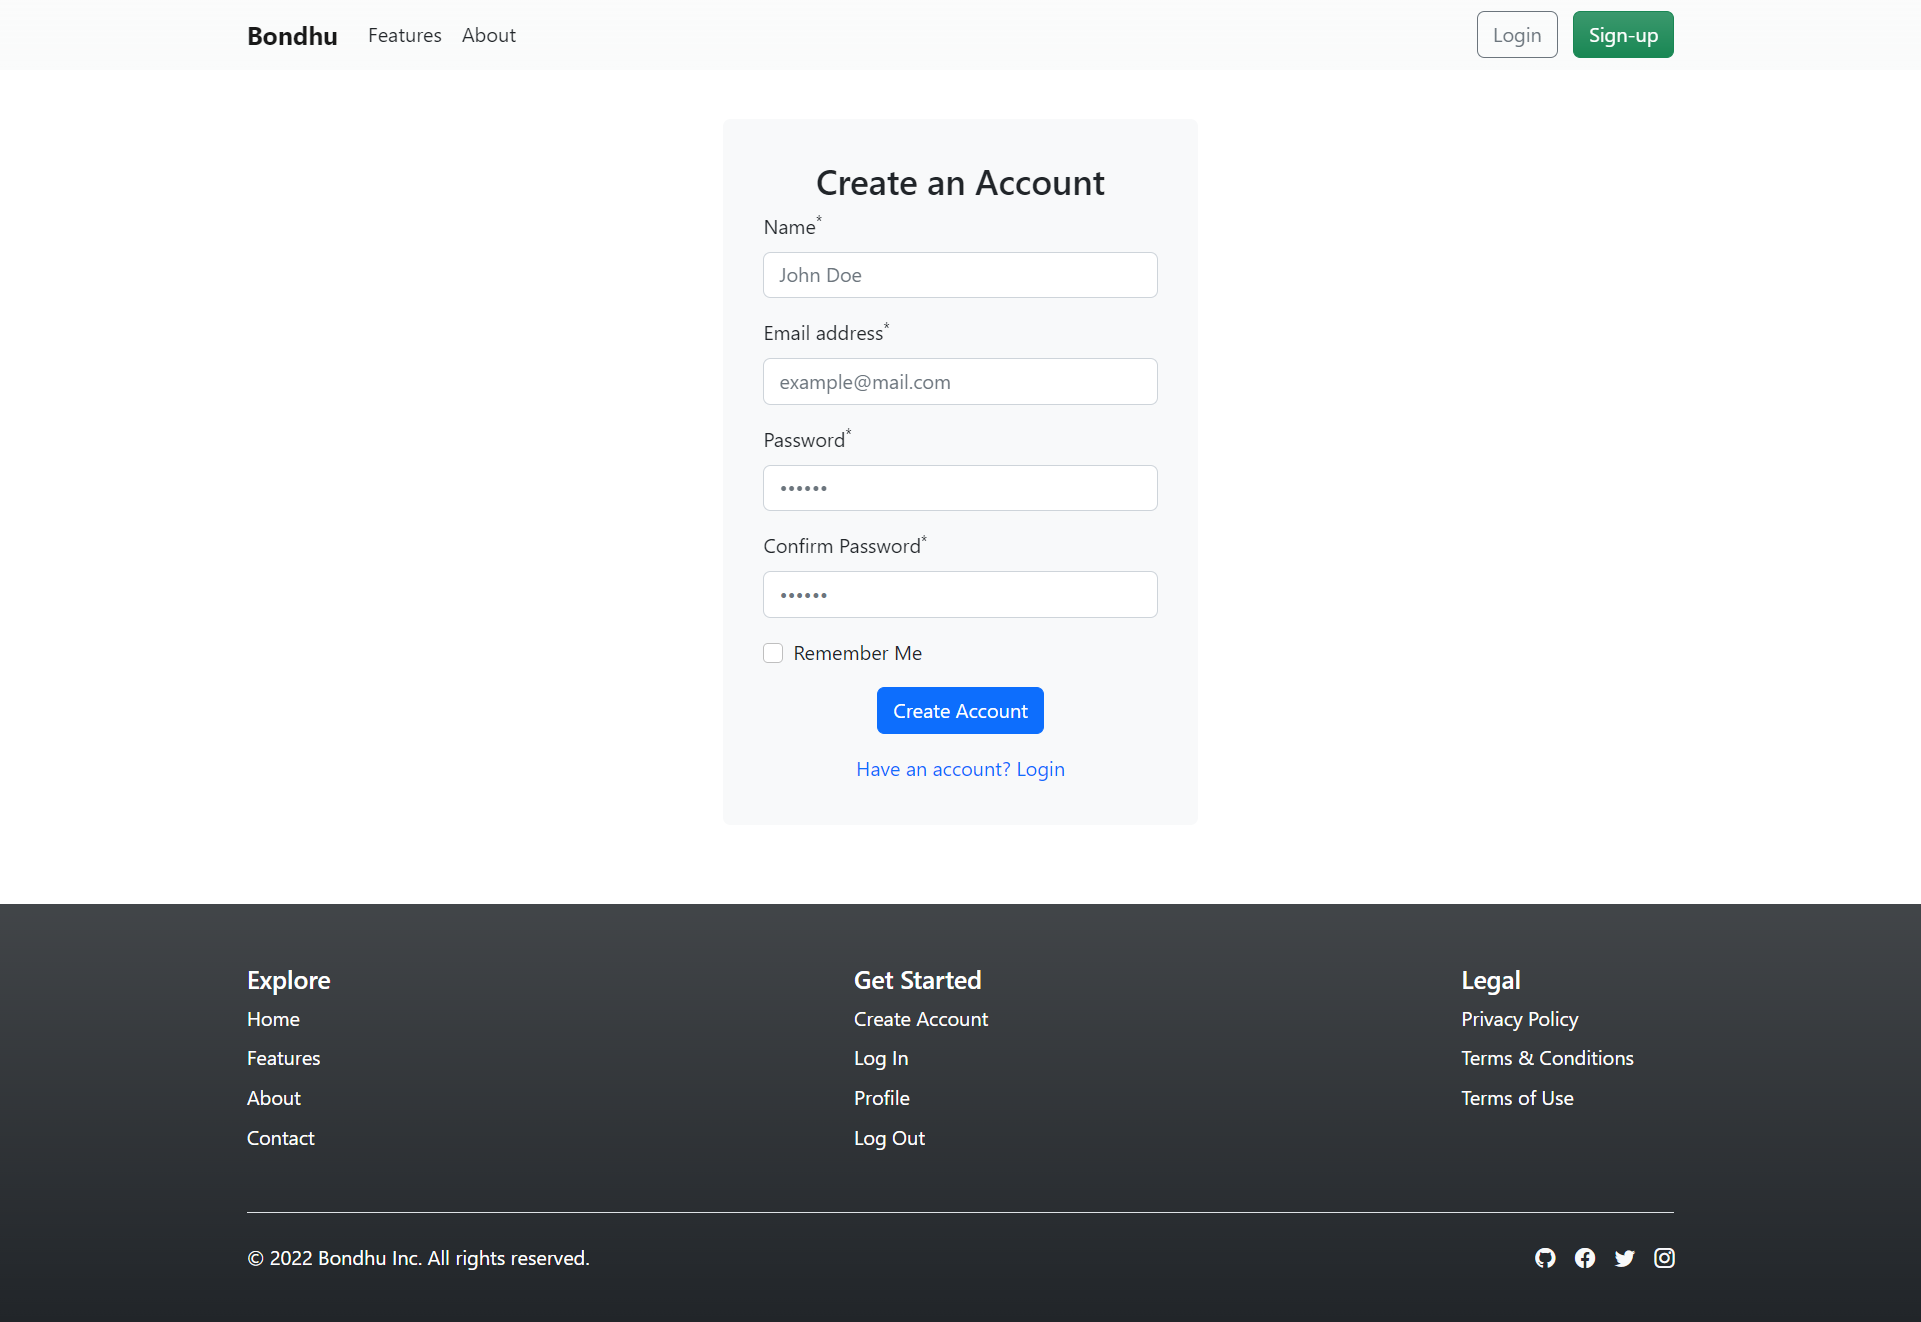 Bondhu Features About Login Sign-up
Create an Account
Name*
John Doe
Email address*
example@mail.com
Password*
••••••
Confirm Password*
••••••
Remember Me
Create Account
Have an account? Login
Explore
Home
Features
About
Contact
Get Started
Create Account
Log In
Profile
Log Out
Legal
Privacy Policy
Terms & Conditions
Terms of Use
© 2022 Bondhu Inc. All rights reserved.